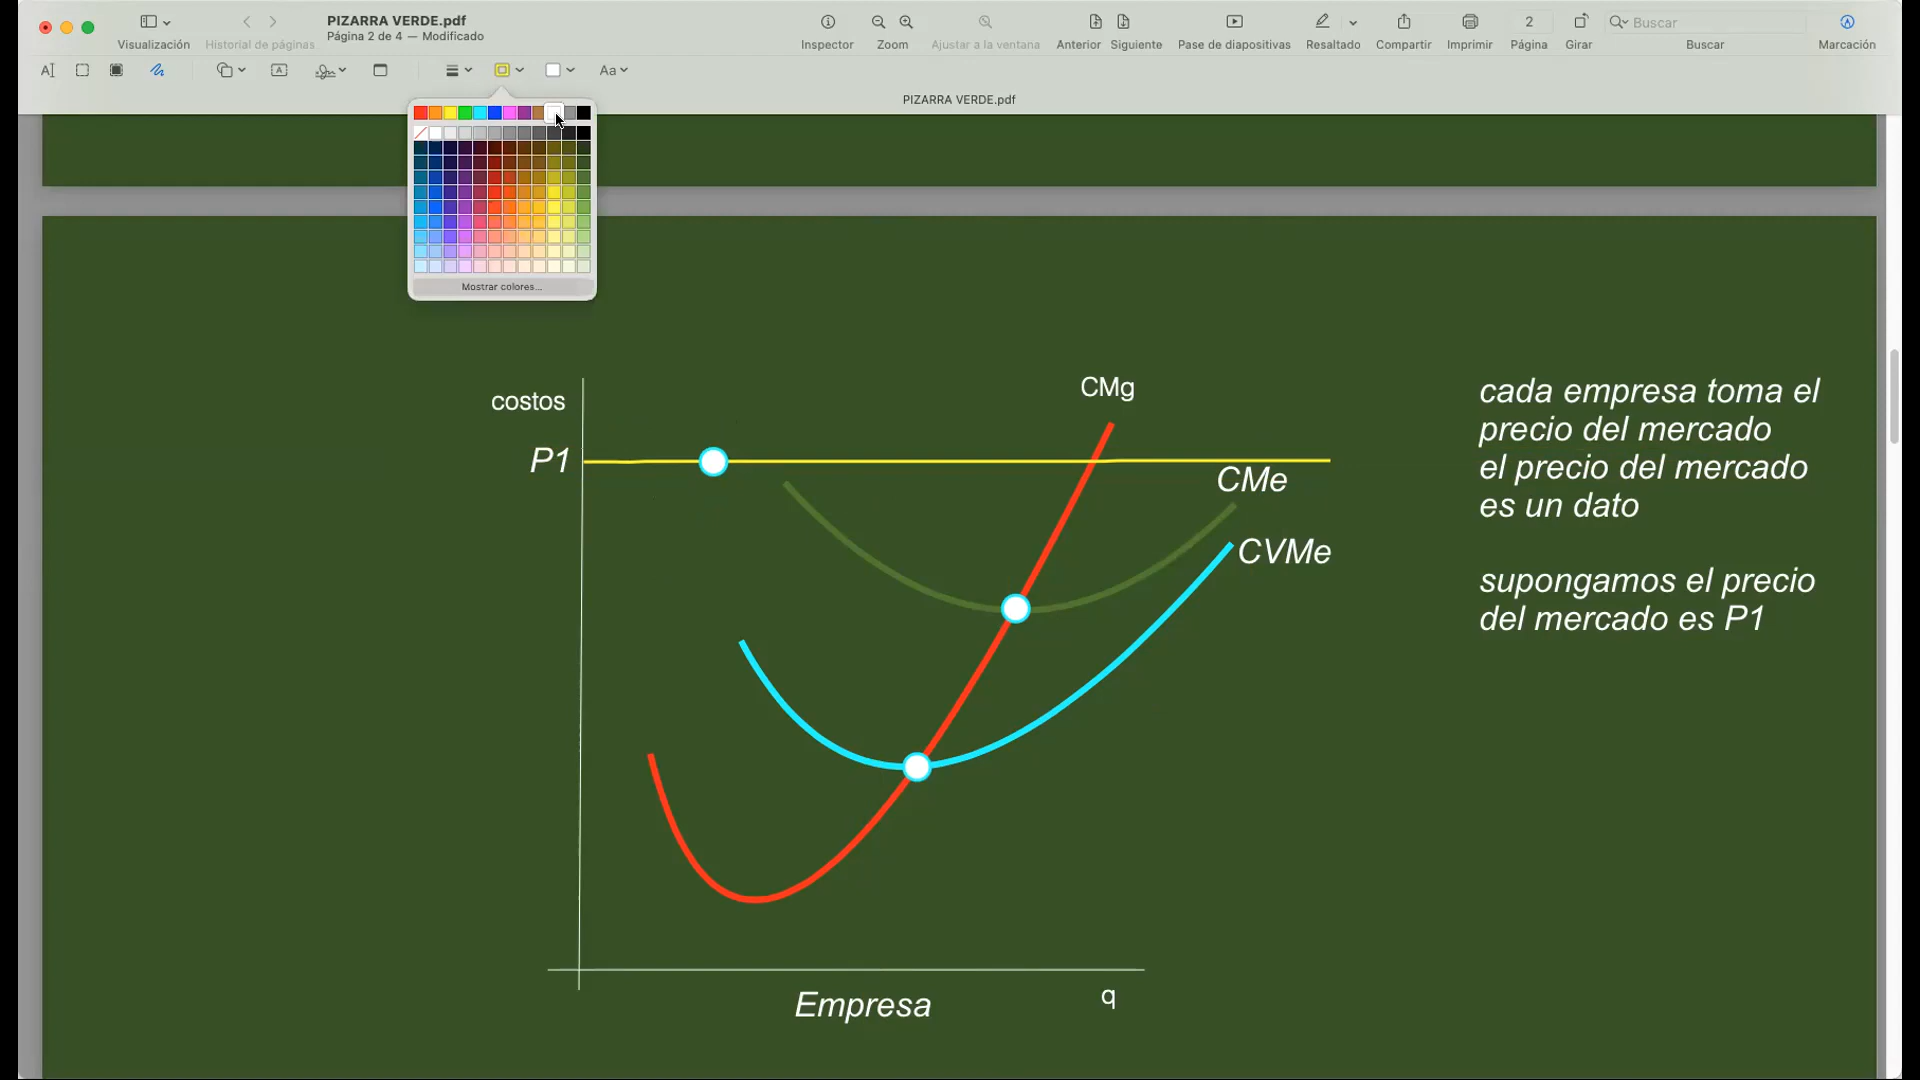 PIZARRA VERDE.pdf
Página 2 de 4 — Modificado
Visualización
Historial de páginas
Inspector
Zoom
Ajustar a la ventana
Anterior
Siguiente
Pase de diapositivas
Resaltado
Compartir
Imprimir
2
Página
Girar
Buscar
Buscar
Marcación
A
A
Aa
PIZARRA VERDE.pdf
Mostrar colores...
costos
CMg
P1
CMe
CVMe
Empresa
q
cada empresa toma el
precio del mercado
el precio del mercado
es un dato
supongamos el precio
del mercado es P1